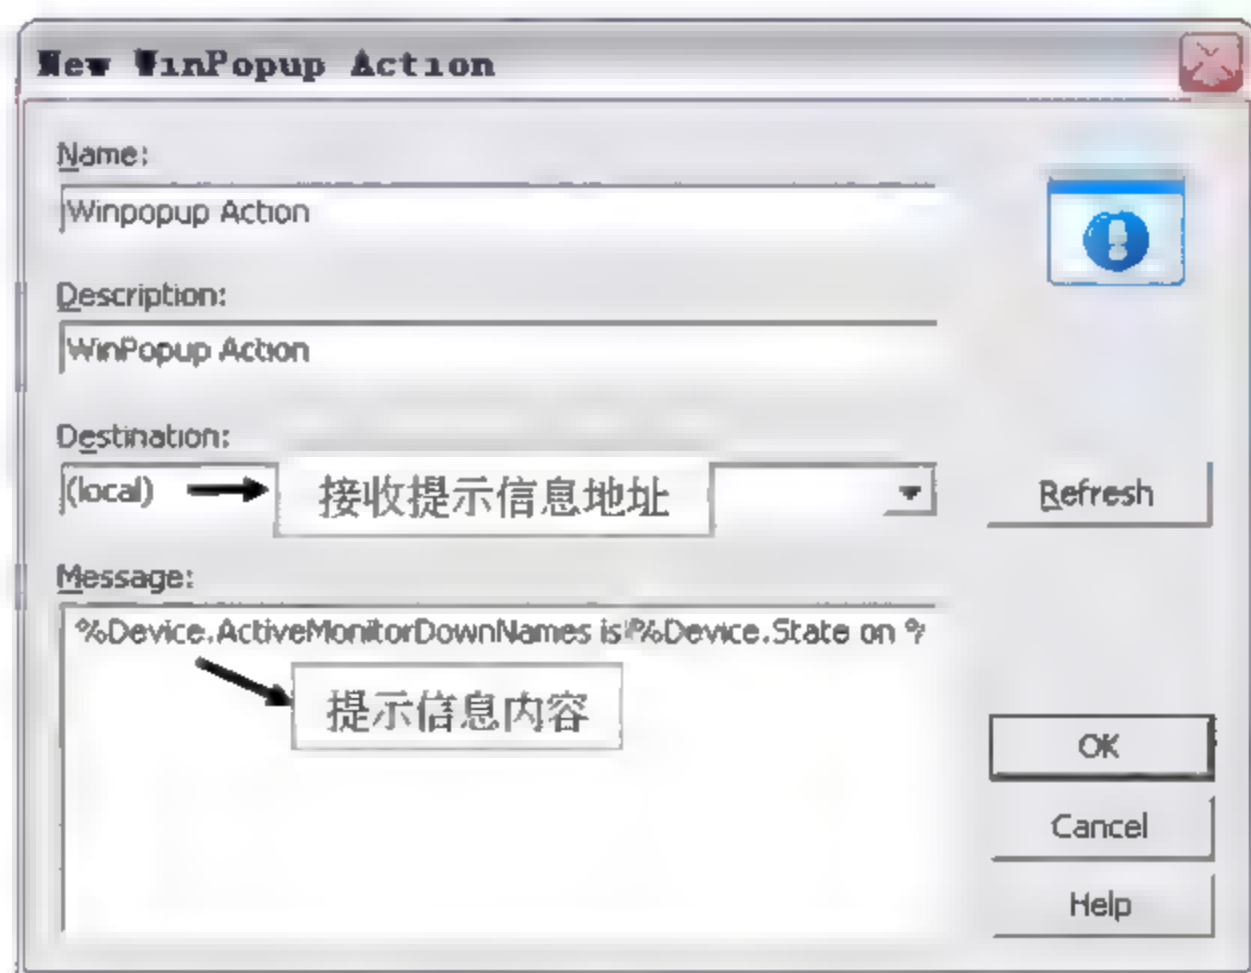 New WinPopup Action
Name:
Winpopup Action
Description:
WinPopup Action
Destination:
(local)
接收提示信息地址
Refresh
Message:
%Device.ActiveMonitorDownNames is %Device.State on %
提示信息内容
OK
Cancel
Help